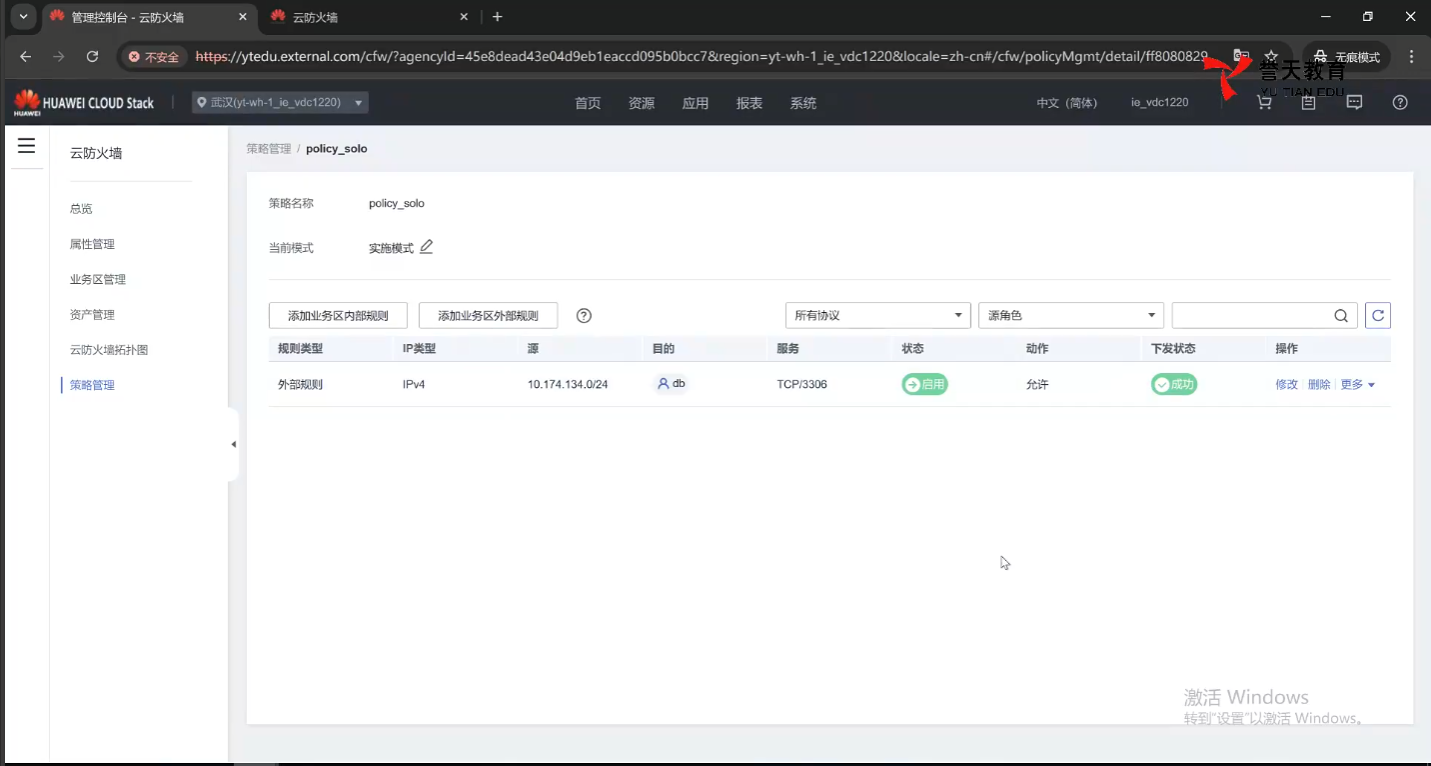 管理控制台 - 云防火墙
云防火墙
不安全
https://ytedu.external.com/cfw/?agencyId=45e8dead43e04d9eb1eaccd095b0bcc7&region=yt-wh-1_ie_vdc1220&locale=zh-cn#/cfw/policyMgmt/detail/ff8080829
无痕模式
誉天教育
YU TIAN EDU
HUAWEI
HUAWEI CLOUD Stack
武汉(yt-wh-1_ie_vdc1220)
首页 资源 应用 报表 系统
中文（简体）
ie_vdc1220
云防火墙
总览
属性管理
业务区管理
资产管理
云防火墙拓扑图
策略管理
策略管理 / policy_solo
策略名称 policy_solo
当前模式 实施模式
添加业务区内部规则 添加业务区外部规则 所有协议 源角色
规则类型 IP类型 源 目的 服务 状态 动作 下发状态 操作
外部规则 IPv4 10.174.134.0/24 db TCP/3306 启用 允许 成功 修改 删除 更多
激活 Windows
转到“设置”以激活 Windows。